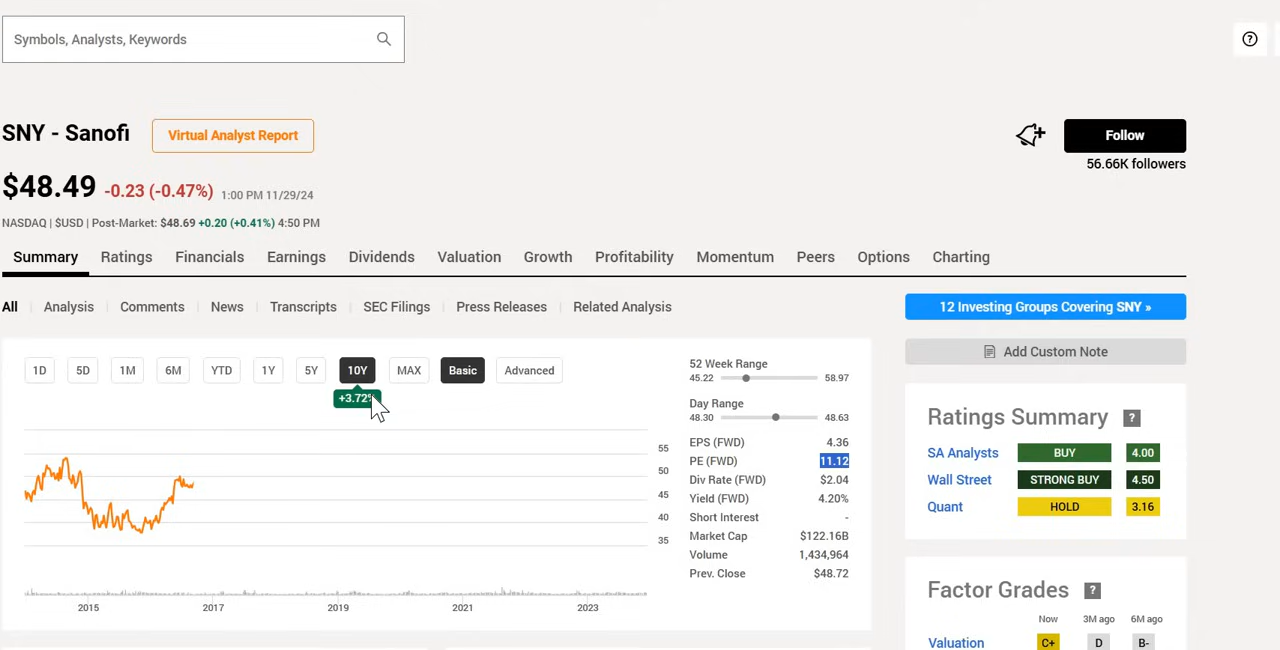 Symbols, Analysts, Keywords
SNY - Sanofi
Virtual Analyst Report
Follow
56.66K followers
$48.49 -0.23 (-0.47%) 1:00 PM 11/29/24
NASDAQ | $USD | Post-Market: $48.69 +0.20 (+0.41%) 4:50 PM
Summary Ratings Financials Earnings Dividends Valuation Growth Profitability Momentum Peers Options Charting
All Analysis Comments News Transcripts SEC Filings Press Releases Related Analysis
12 Investing Groups Covering SNY »
Add Custom Note
1D 5D 1M 6M YTD 1Y 5Y 10Y MAX Basic Advanced
+3.72%
55
50
45
40
35
2015 2017 2019 2021 2023
52 Week Range
45.22 58.97
Day Range
48.30 48.63
EPS (FWD) 4.36
PE (FWD) 11.12
Div Rate (FWD) $2.04
Yield (FWD) 4.20%
Short Interest -
Market Cap $122.16B
Volume 1,434,964
Prev. Close $48.72
Ratings Summary ?
SA Analysts BUY 4.00
Wall Street STRONG BUY 4.50
Quant HOLD 3.16
Factor Grades ?
Now 3M ago 6M ago
Valuation C+ D B-